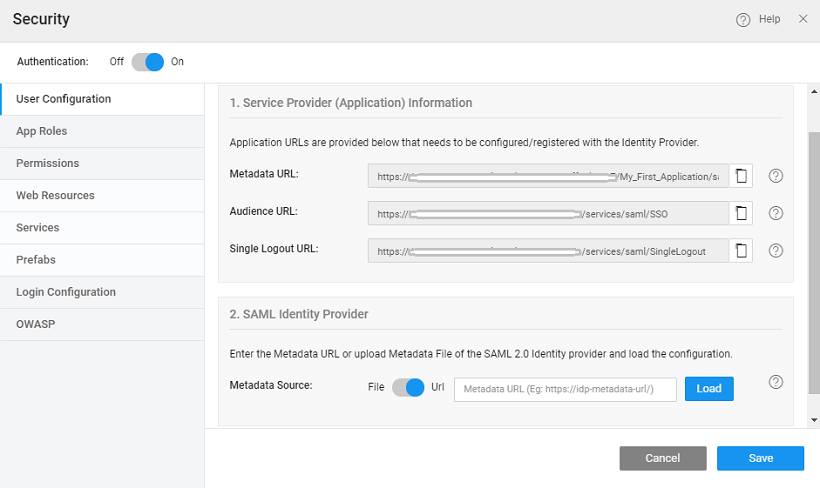 Security
Help
Authentication: Off On
User Configuration
App Roles
Permissions
Web Resources
Services
Prefabs
Login Configuration
OWASP
1. Service Provider (Application) Information
Application URLs are provided below that needs to be configured/registered with the Identity Provider.
Metadata URL: https:// /My_First_Application/sa
Audience URL: https:// /services/saml/SSO
Single Logout URL: https:// /services/saml/SingleLogout
2. SAML Identity Provider
Enter the Metadata URL or upload Metadata File of the SAML 2.0 Identity provider and load the configuration.
Metadata Source: File Url Metadata URL (Eg: https://idp-metadata-url/) Load
Cancel Save